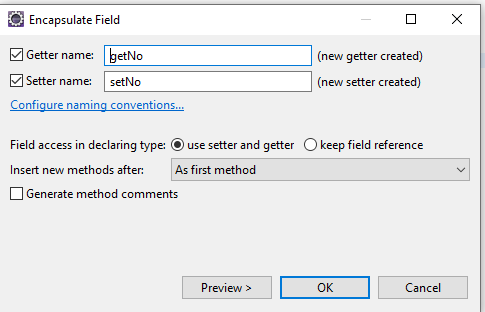 Encapsulate Field
Getter name: getNo (new getter created)
Setter name: setNo (new setter created)
Configure naming conventions...
Field access in declaring type: use setter and getter keep field reference
Insert new methods after: As first method
Generate method comments
Preview > OK Cancel